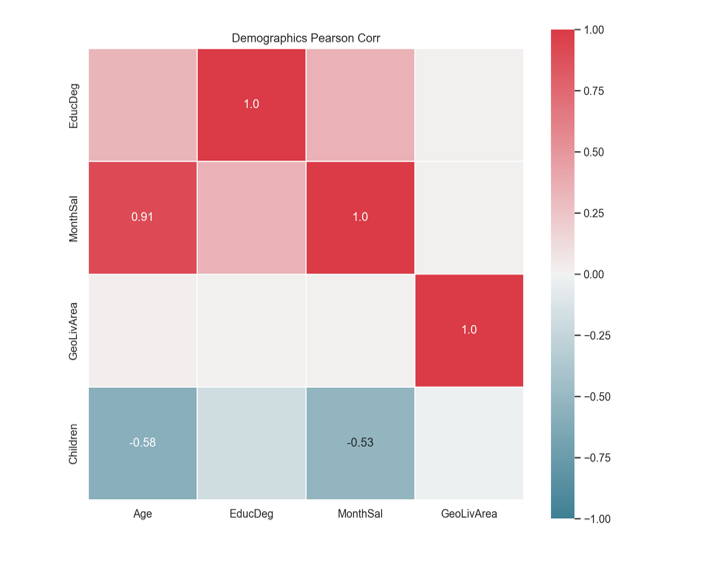 Demographics Pearson Corr
EducDeg
1.0
MonthSal
0.91
1.0
GeoLivArea
1.0
Children
-0.58
-0.53
Age
EducDeg
MonthSal
GeoLivArea
1.00
0.75
0.50
0.25
0.00
−0.25
−0.50
−0.75
−1.00